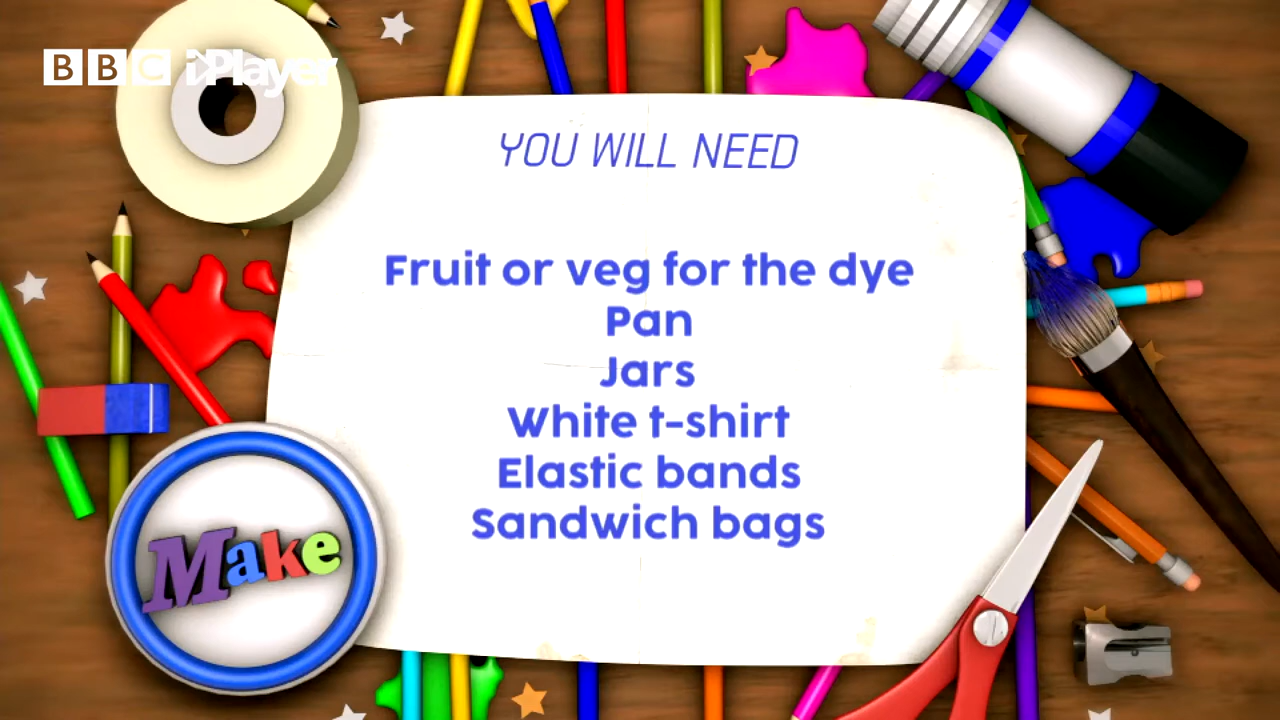 BBC iPlayer
YOU WILL NEED
Fruit or veg for the dye
Pan
Jars
White t-shirt
Elastic bands
Sandwich bags
Make